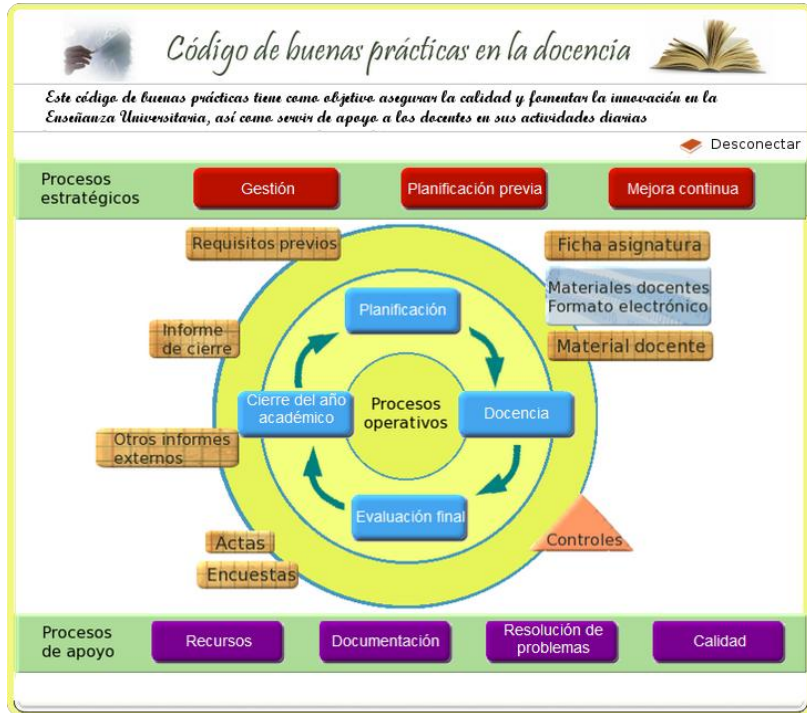 Código de buenas prácticas en la docencia
Este código de buenas prácticas tiene como objetivo asegurar la calidad y fomentar la innovación en la
Enseñanza Universitaria, así como servir de apoyo a los docentes en sus actividades diarias
Desconectar
Procesos
estratégicos
Gestión
Planificación previa
Mejora continua
Requisitos previos
Ficha asignatura
Materiales docentes
Formato electrónico
Material docente
Planificación
Informe
de cierre
Cierre del año
académico
Procesos
operativos
Docencia
Otros informes
externos
Evaluación final
Controles
Actas
Encuestas
Procesos
de apoyo
Recursos
Documentación
Resolución de
problemas
Calidad